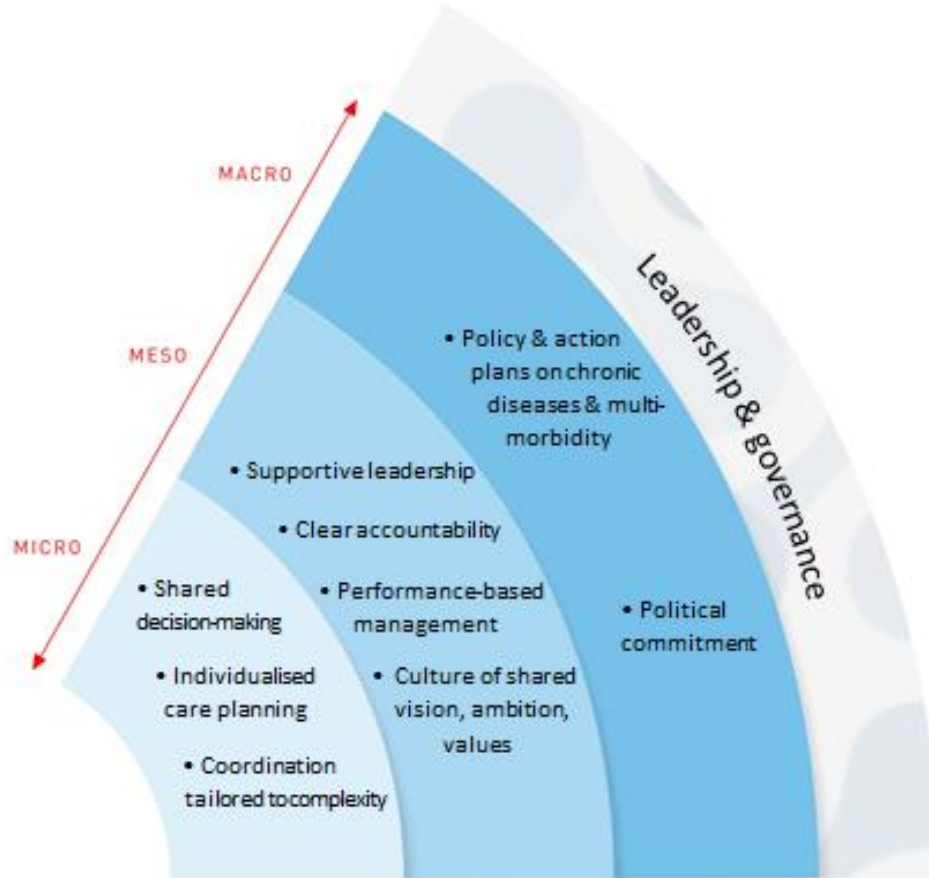 MACRO
MESO
MICRO
Leadership & governance
• Policy & action
plans on chronic
diseases & multi-
morbidity
• Political
commitment
• Supportive leadership
• Clear accountability
• Performance-based
management
• Culture of shared
vision, ambition,
values
• Shared
decision-making
• Individualised
care planning
• Coordination
tailored to complexity